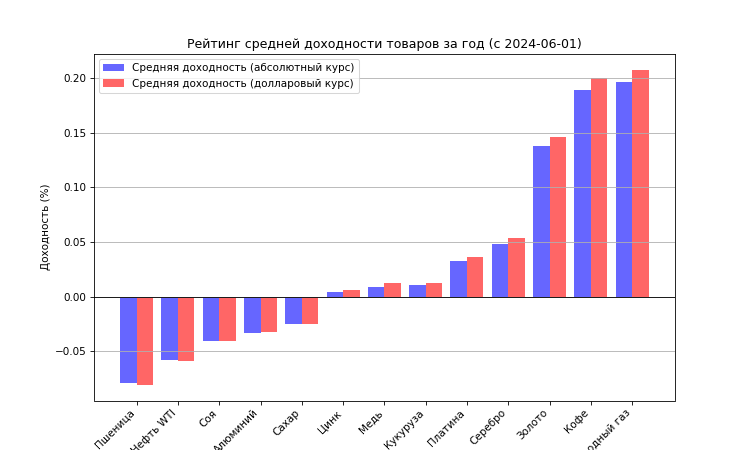 Рейтинг средней доходности товаров за год (с 2024-06-01)
Средняя доходность (абсолютный курс)
Средняя доходность (долларовый курс)
Доходность (%)
0.20
0.15
0.10
0.05
0.00
−0.05
Пшеница
Нефть WTI
Соя
Алюминий
Сахар
Цинк
Медь
Кукуруза
Платина
Серебро
Золото
Кофе
газ